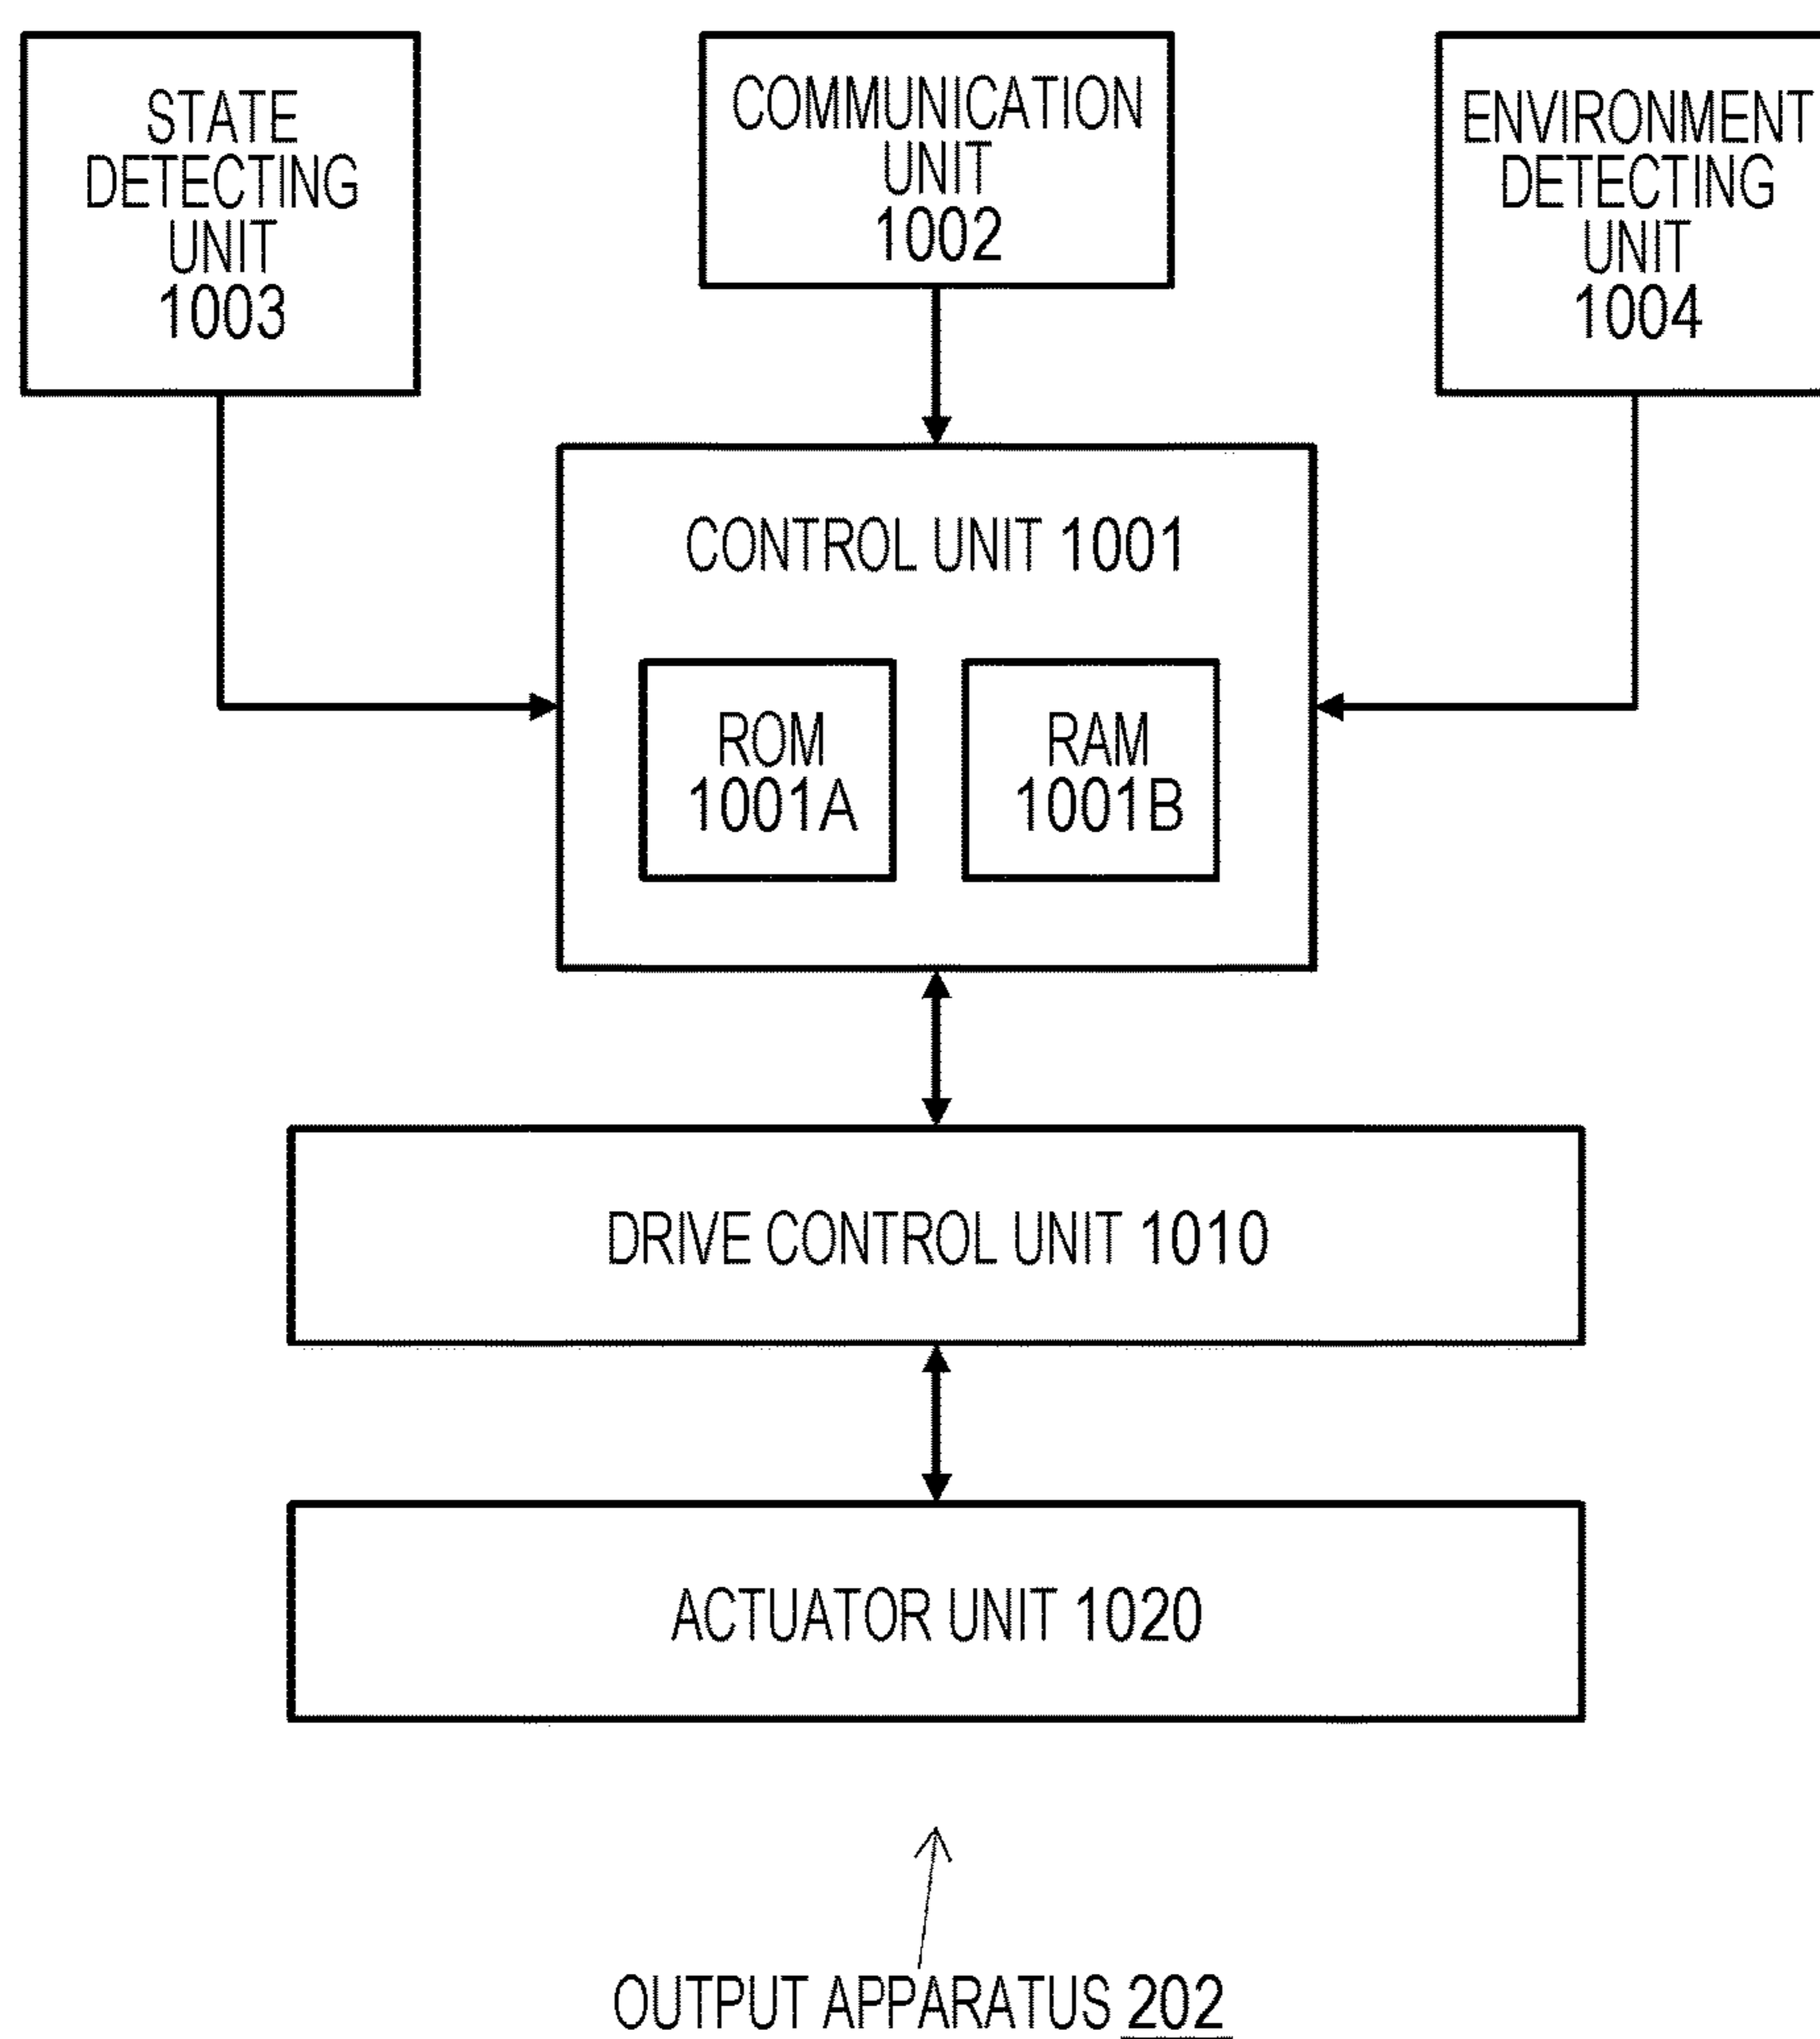 STATE
DETECTING
UNIT
1003
COMMUNICATION
UNIT
1002
ENVIRONMENT
DETECTING
UNIT
1004
CONTROL UNIT 1001
ROM
1001A
RAM
1001B
DRIVE CONTROL UNIT 1010
ACTUATOR UNIT 1020
OUTPUT APPARATUS 202